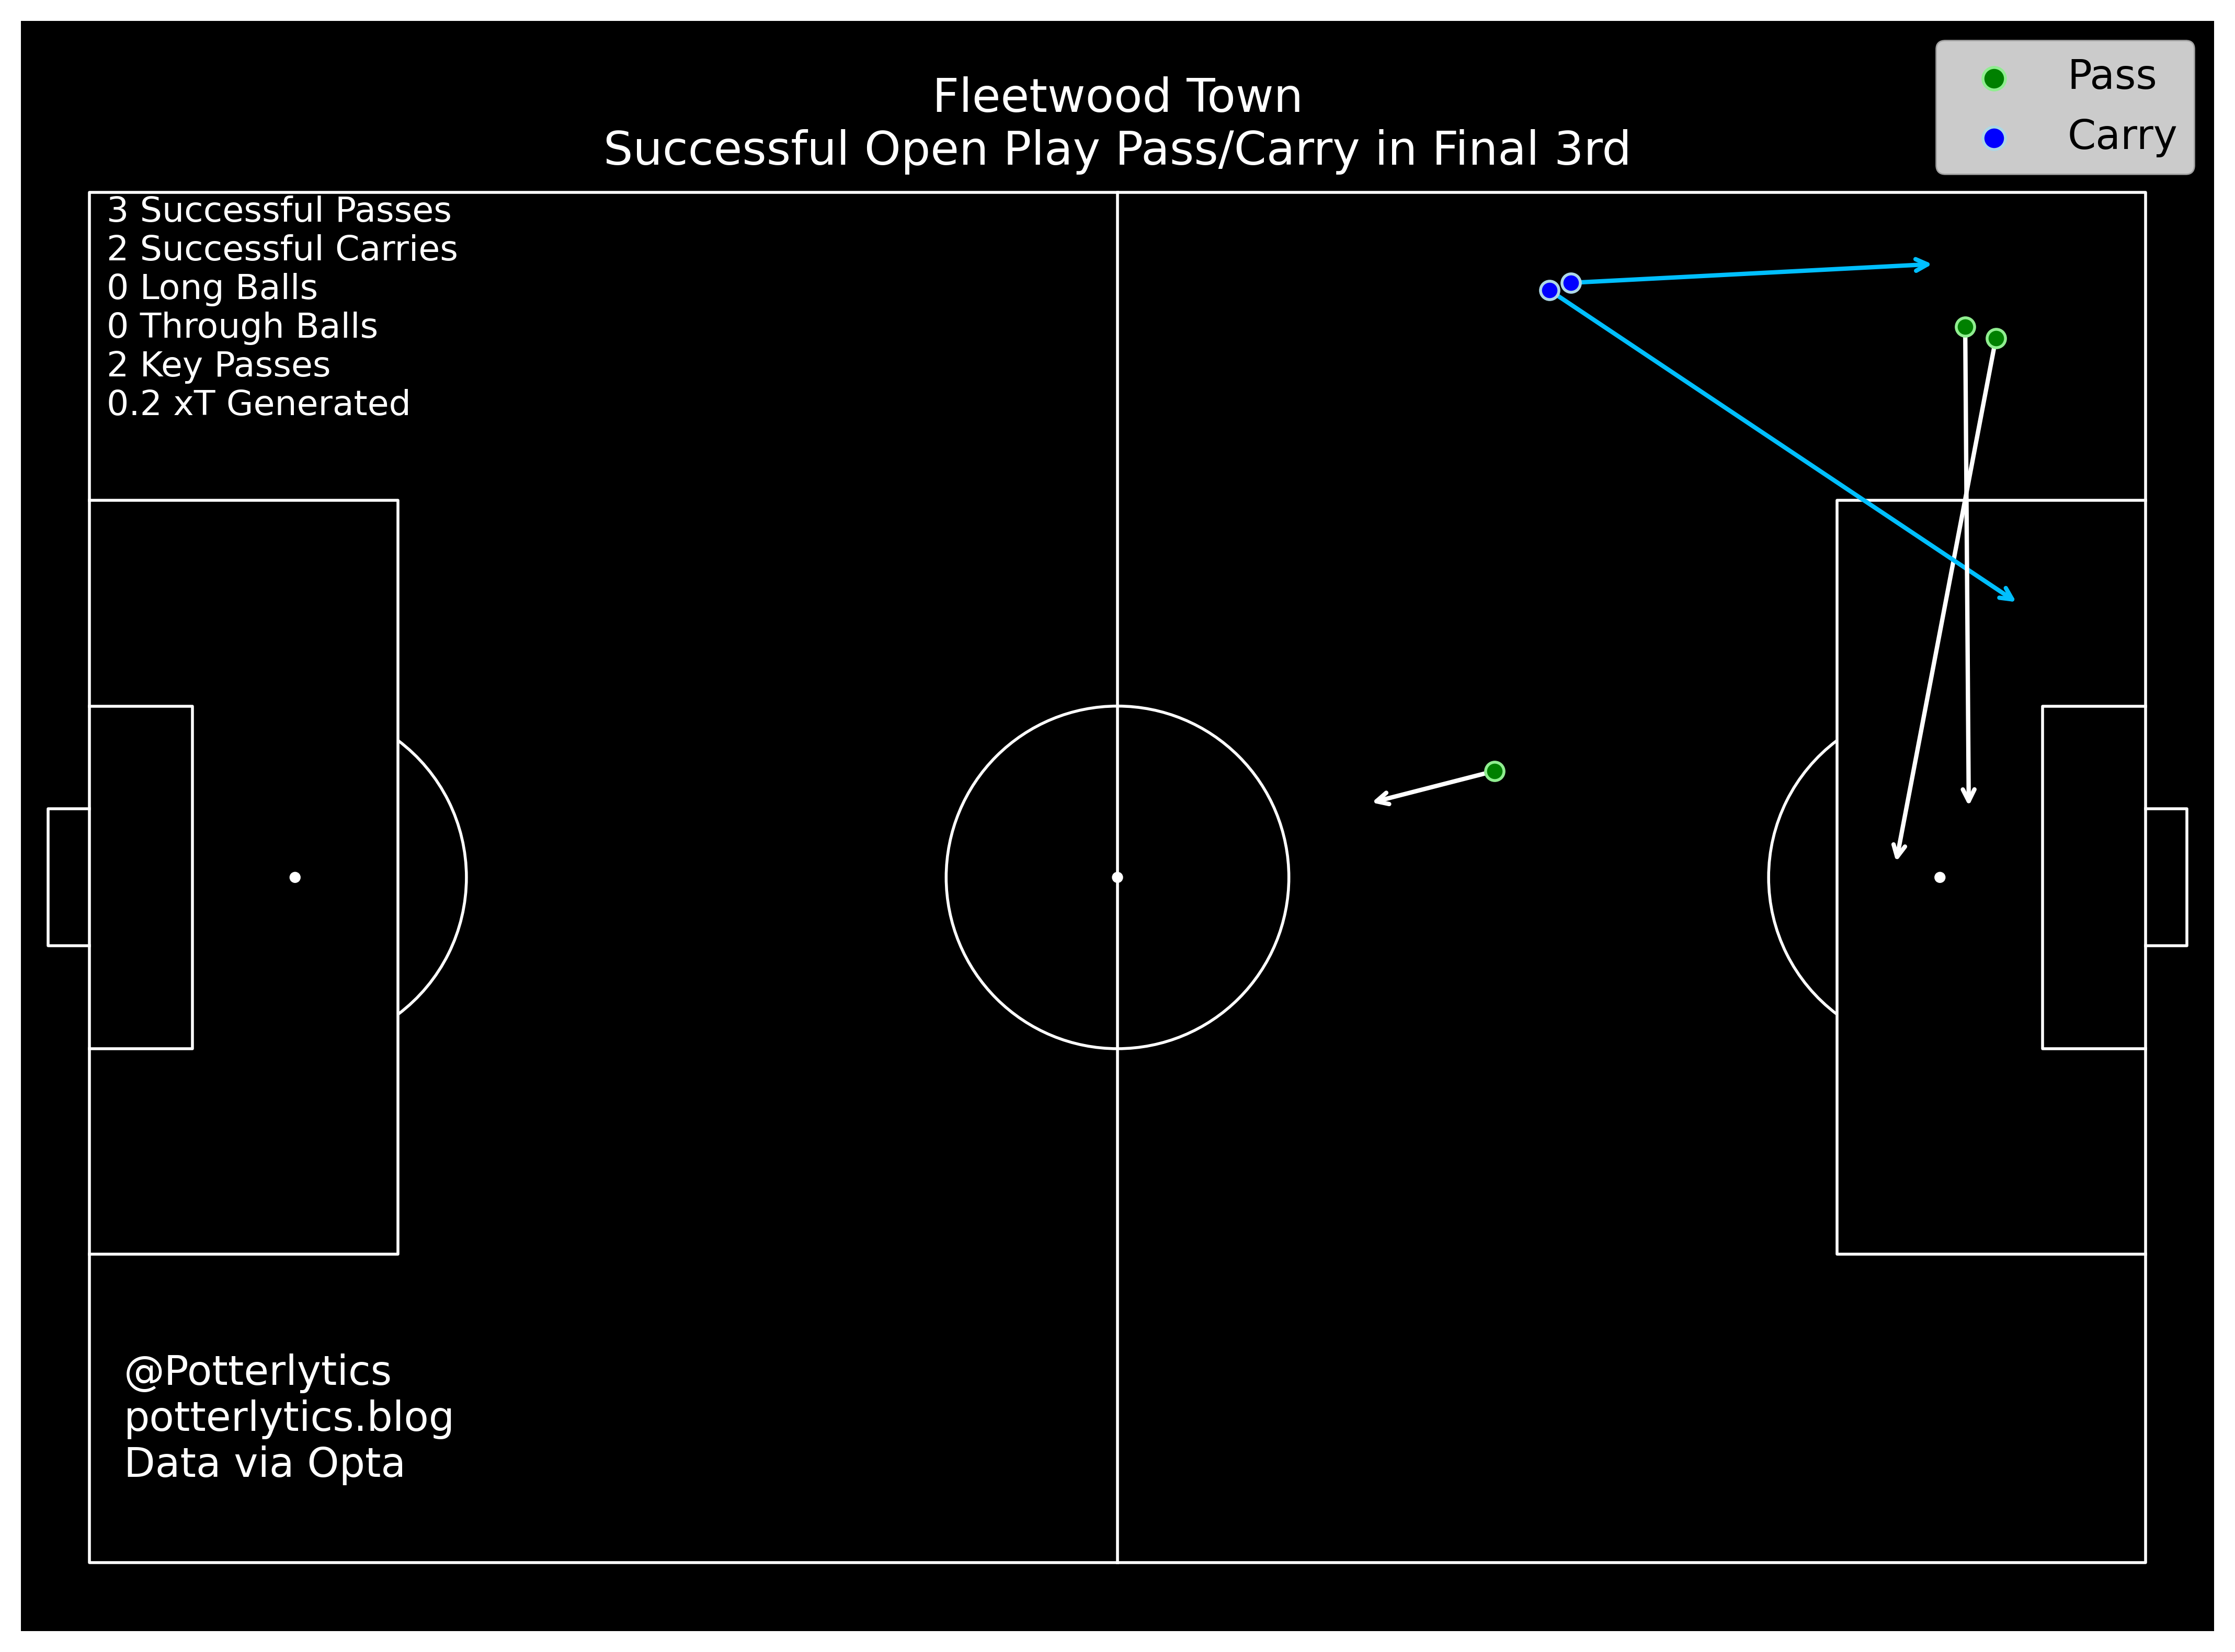 Fleetwood Town
Successful Open Play Pass/Carry in Final 3rd
Pass
Carry
3 Successful Passes
2 Successful Carries
0 Long Balls
0 Through Balls
2 Key Passes
0.2 xT Generated
@Potterlytics
potterlytics.blog
Data via Opta